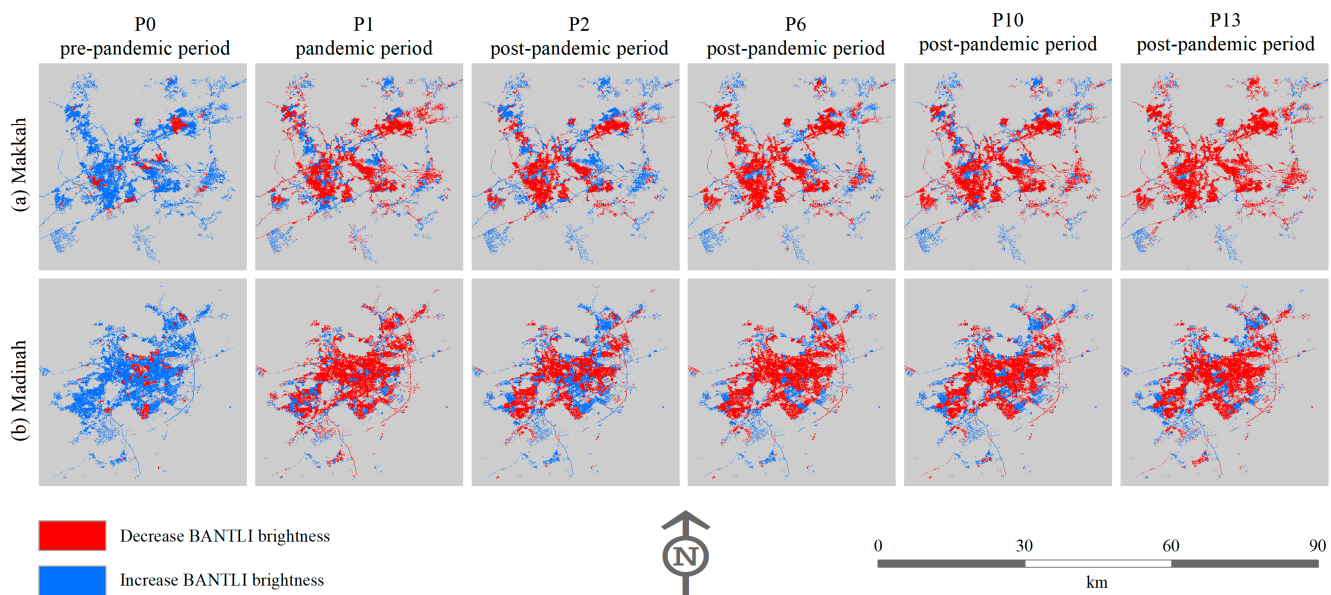 P0
pre-pandemic period
P1
pandemic period
P2
post-pandemic period
P6
post-pandemic period
P10
post-pandemic period
P13
post-pandemic period
(a) Makkah
(b) Madinah
Decrease BANTLI brightness
Increase BANTLI brightness
N
0 30 60 90
km